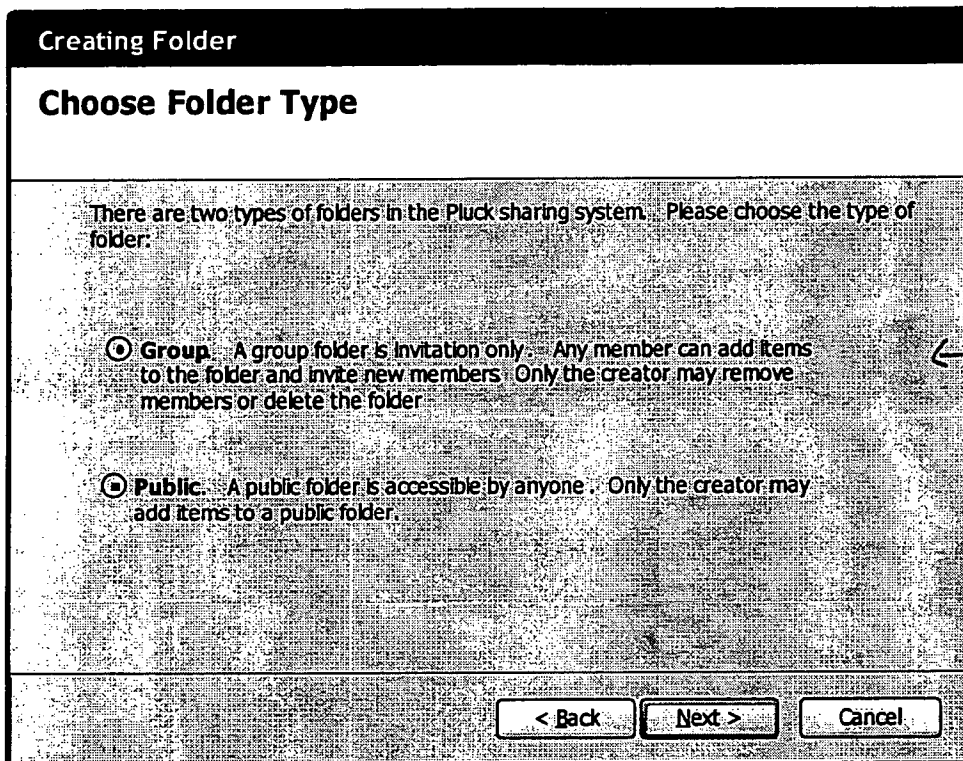 Creating Folder
Choose Folder Type
There are two types of folders in the Pluck sharing system. Please choose the type of
folder:
Group. A group folder is invitation only. Any member can add items
to the folder and invite new members. Only the creator may remove
members or delete the folder.
Public. A public folder is accessible by anyone. Only the creator may
add items to a public folder.
< Back
Next >
Cancel